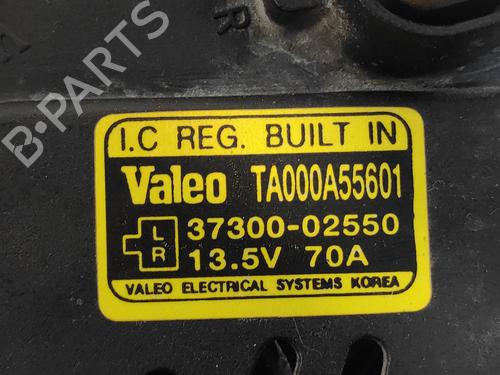 R
I.C REG. BUILT IN
Valeo TA000A55601
L 37300-02550
R 13.5V 70A
VALEO ELECTRICAL SYSTEMS KOREA
B-Parts